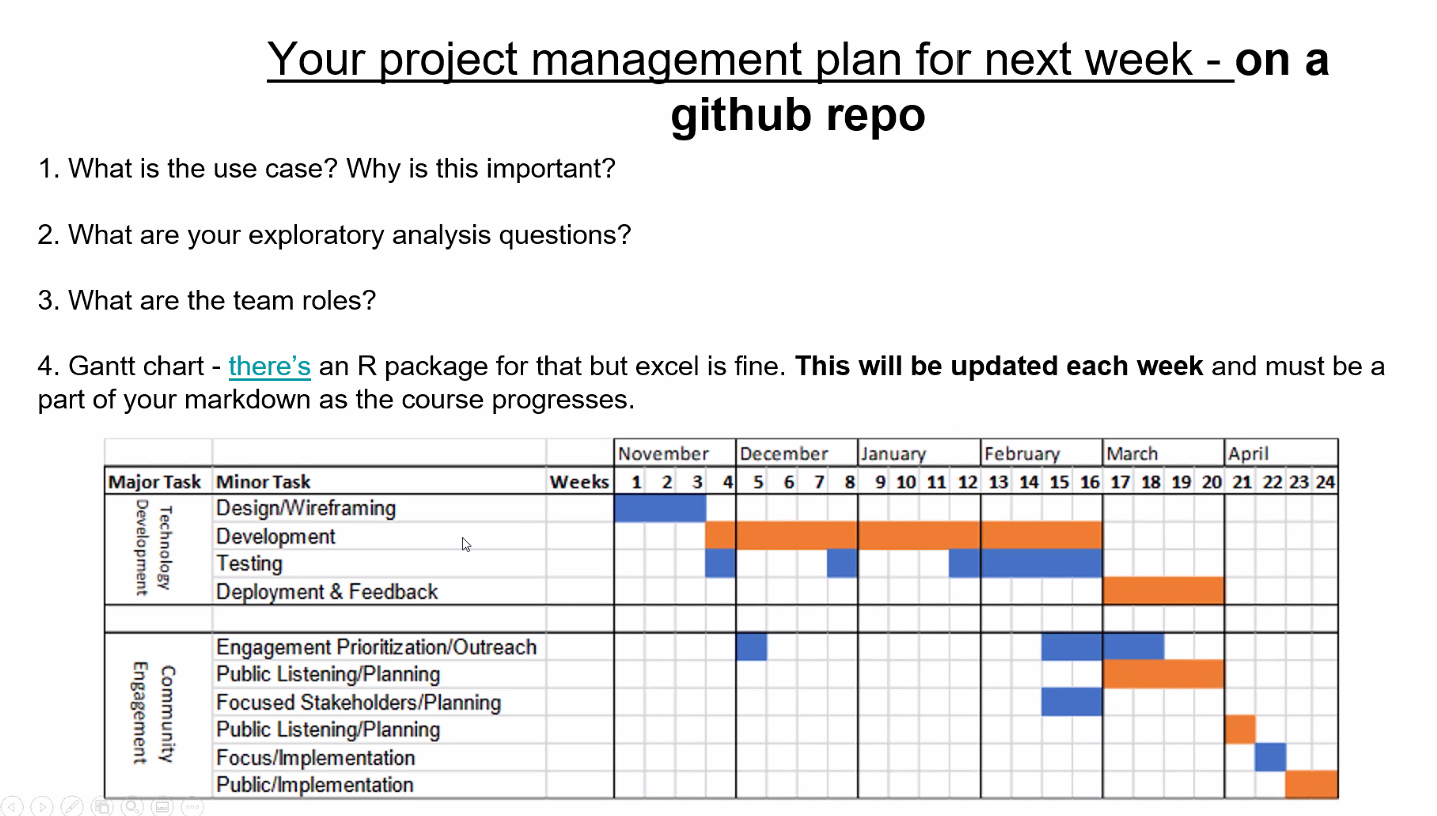 Your project management plan for next week - on a
github repo
1. What is the use case? Why is this important?
2. What are your exploratory analysis questions?
3. What are the team roles?
4. Gantt chart - there’s an R package for that but excel is fine. This will be updated each week and must be a
part of your markdown as the course progresses.
November December January February March April
Major Task Minor Task Weeks 1 2 3 4 5 6 7 8 9 10 11 12 13 14 15 16 17 18 19 20 21 22 23 24
Technology
Development
Design/Wireframing
Development
Testing
Deployment & Feedback
Community
Engagement
Engagement Prioritization/Outreach
Public Listening/Planning
Focused Stakeholders/Planning
Public Listening/Planning
Focus/Implementation
Public/Implementation